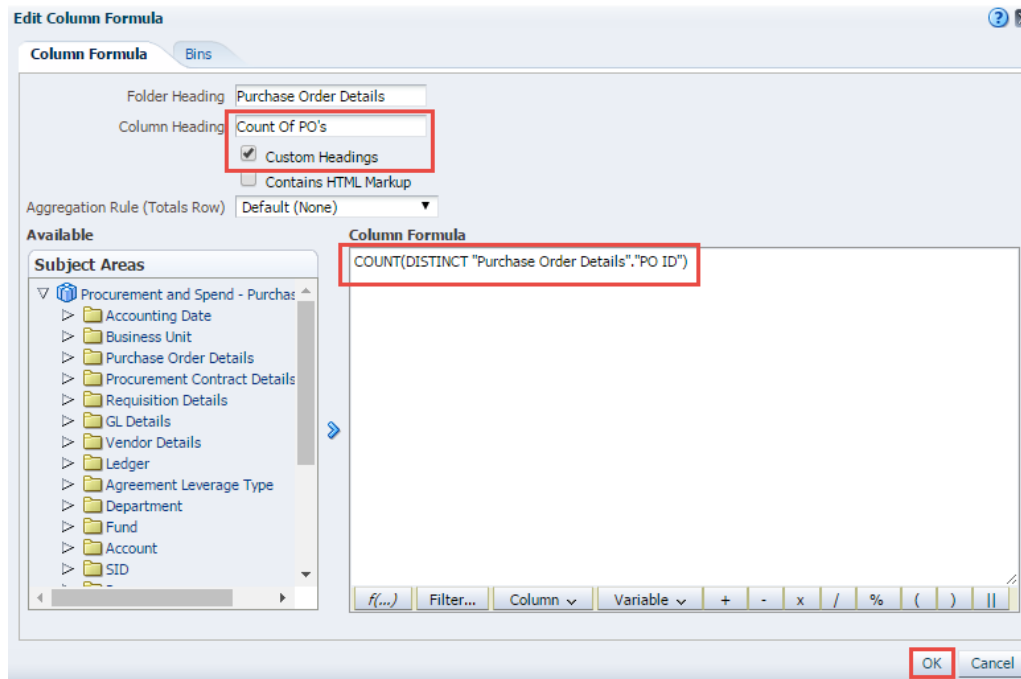 Edit Column Formula
?
Column Formula Bins
Folder Heading Purchase Order Details
Column Heading Count Of PO's
Custom Headings
Contains HTML Markup
Aggregation Rule (Totals Row) Default (None)
Available
Subject Areas
Procurement and Spend - Purchas
Accounting Date
Business Unit
Purchase Order Details
Procurement Contract Details
Requisition Details
GL Details
Vendor Details
Ledger
Agreement Leverage Type
Department
Fund
Account
SID
Column Formula
COUNT(DISTINCT "Purchase Order Details"."PO ID")
f(...) Filter... Column Variable + - x / % ( ) ||
OK Cancel